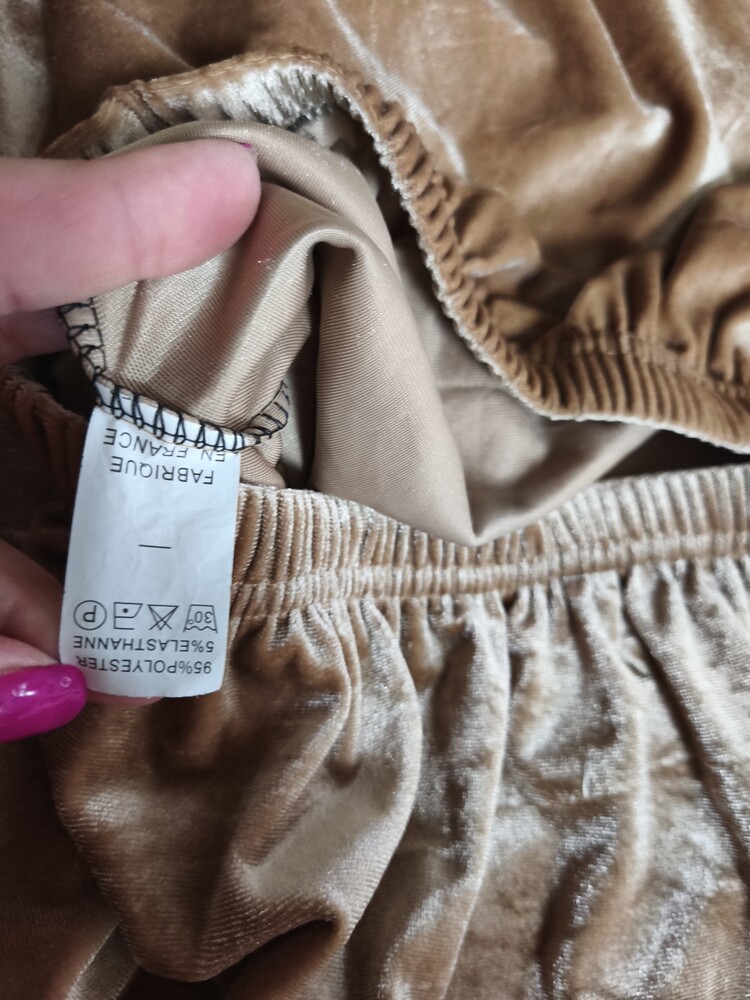 95%POLYESTER
5%ELASTHANNE
30°
P
FABRIQUE
EN FRANCE